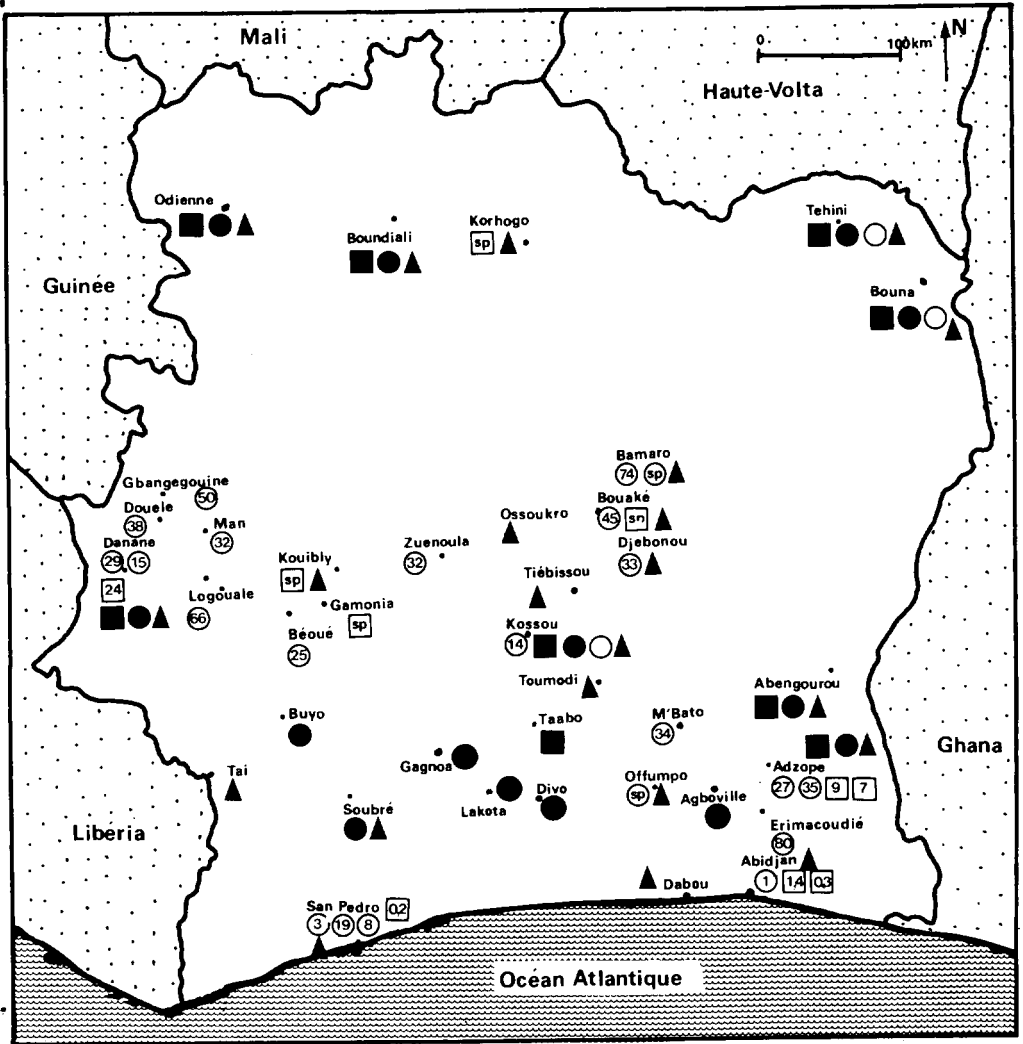 Mali
0 100km
N
Haute-Volta
Odienne
Boundiali
Korhogo
sp
Tehini
Guinée
Bouna
Bamaro
74 sp
Gbangegouine
50
Bouaké
45 sn
Douele
38
Ossoukro
Man
32
Danane
29 15
24
Zuenoula
32
Djebonou
33
Kouibly
sp
Tiébissou
Logouale
66
Gamonia
sp
Béoué
25
Kossou
14
Toumodi
Abengourou
Buyo
Taabo
M'Bato
34
Ghana
Gagnoa
Tai
Adzope
27 35 9 7
Offumpo
sp
Lakota
Divo
Agboville
Soubré
Libéria
Erimacoudié
80
Abidjan
1 1,4 0,3
Dabou
San Pedro 0,2
3 19 8
Océan Atlantique